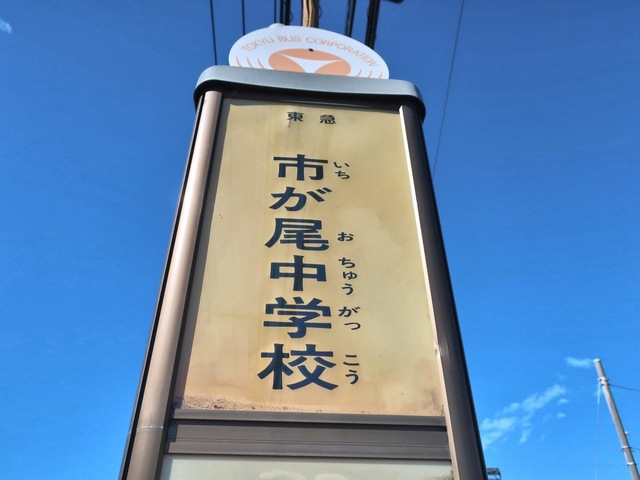 TOKYU BUS CORPORATION
東急
市が尾中学校
いち お ちゅう がっ こう